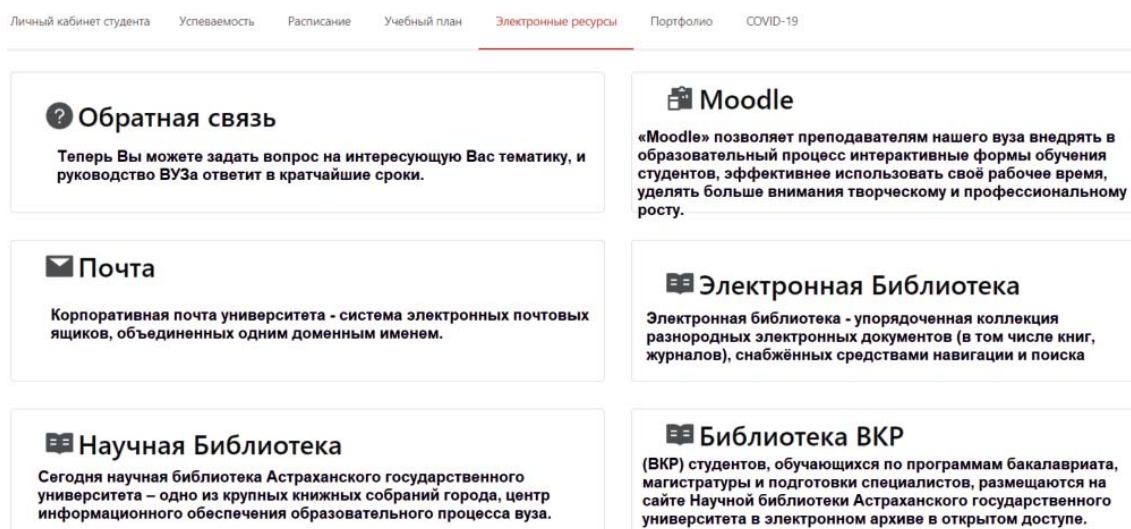 Личный кабинет студента Успеваемость Расписание Учебный план Электронные ресурсы Портфолио COVID-19
Обратная связь
Теперь Вы можете задать вопрос на интересующую Вас тематику, и
руководство ВУЗа ответит в кратчайшие сроки.
Moodle
«Moodle» позволяет преподавателям нашего вуза внедрять в
образовательный процесс интерактивные формы обучения
студентов, эффективнее использовать своё рабочее время,
уделять больше внимания творческому и профессиональному
росту.
Почта
Корпоративная почта университета - система электронных почтовых
ящиков, объединенных одним доменным именем.
Электронная Библиотека
Электронная библиотека - упорядоченная коллекция
разнородных электронных документов (в том числе книг,
журналов), снабжённых средствами навигации и поиска
Научная Библиотека
Сегодня научная библиотека Астраханского государственного
университета – одно из крупных книжных собраний города, центр
информационного обеспечения образовательного процесса вуза.
Библиотека ВКР
(ВКР) студентов, обучающихся по программам бакалавриата,
магистратуры и подготовки специалистов, размещаются на
сайте Научной библиотеки Астраханского государственного
университета в электронном архиве в открытом доступе.